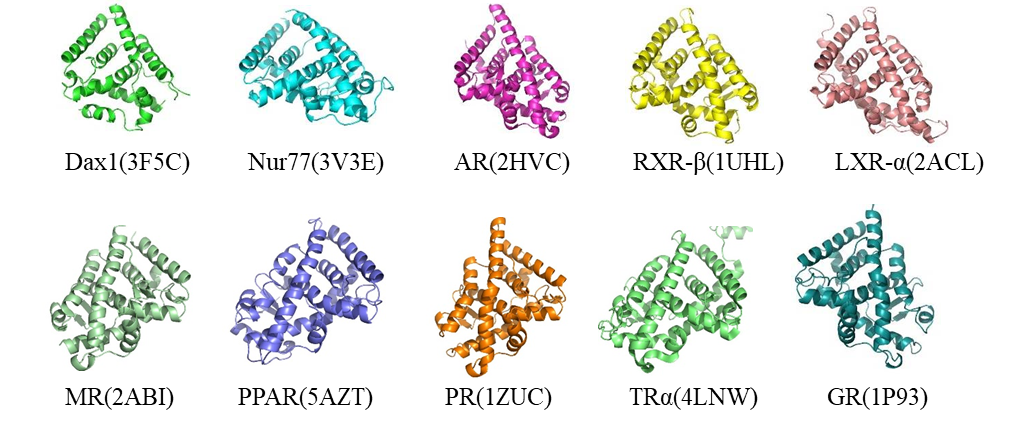 Dax1(3F5C) Nur77(3V3E) AR(2HVC) RXR-β(1UHL) LXR-α(2ACL)
MR(2ABI) PPAR(5AZT) PR(1ZUC) TRα(4LNW) GR(1P93)